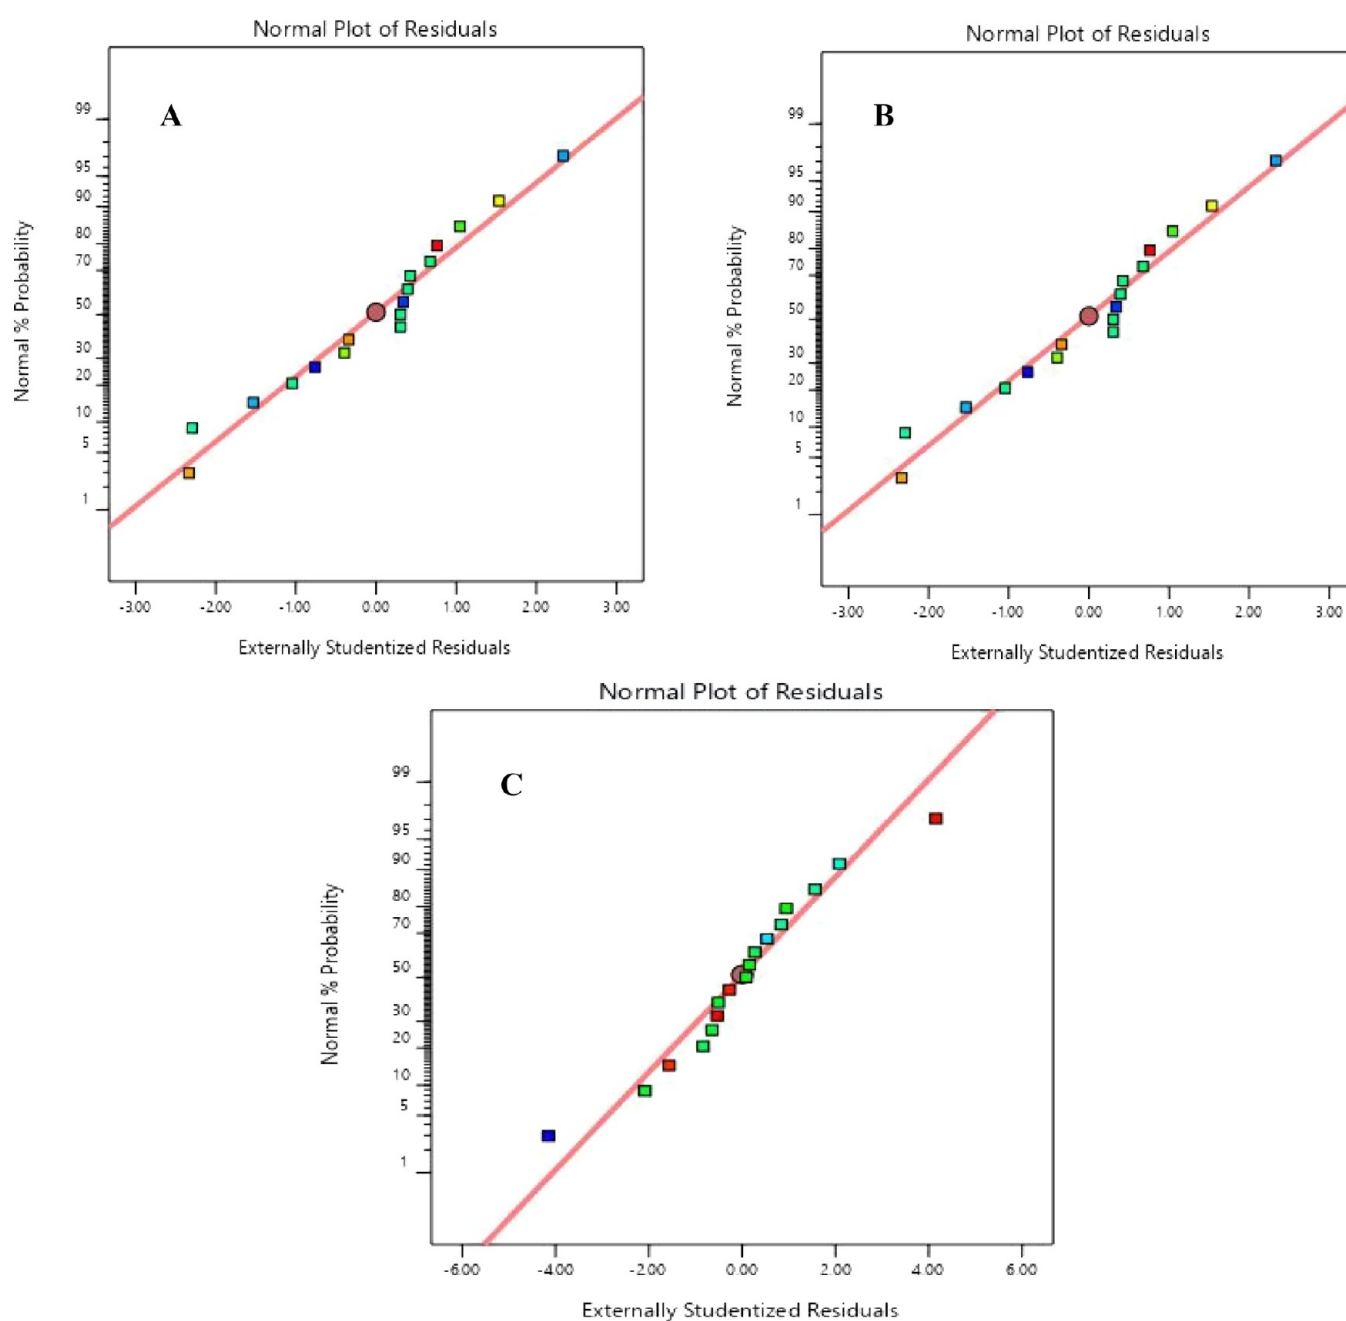 Normal Plot of Residuals
A
Normal % Probability
99
95
90
80
70
50
30
20
10
5
1
-3.00 -2.00 -1.00 0.00 1.00 2.00 3.00
Externally Studentized Residuals
Normal Plot of Residuals
B
Normal % Probability
99
95
90
80
70
50
30
20
10
5
1
-3.00 -2.00 -1.00 0.00 1.00 2.00 3.00
Externally Studentized Residuals
Normal Plot of Residuals
C
Normal % Probability
99
95
90
80
70
50
30
20
10
5
1
-6.00 -4.00 -2.00 0.00 2.00 4.00 6.00
Externally Studentized Residuals